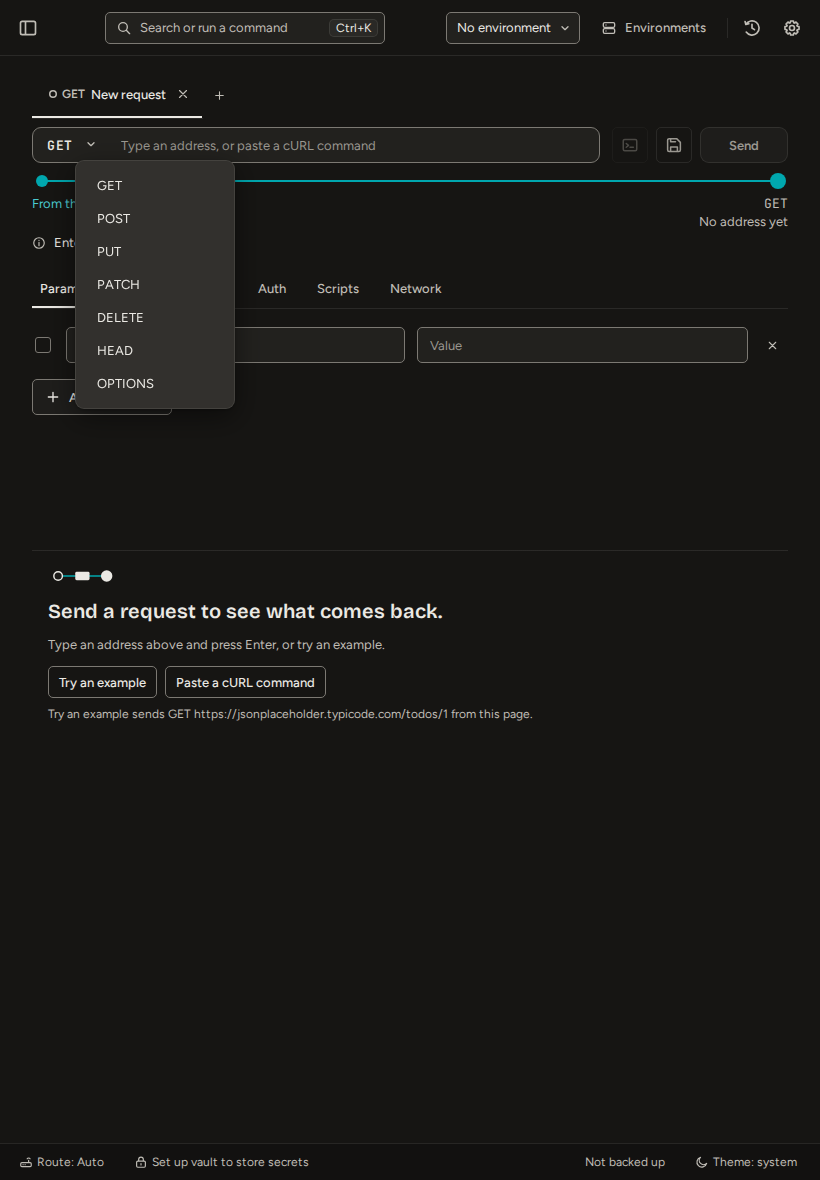 Search or run a command Ctrl+K No environment Environments
GET New request
GET Type an address, or paste a cURL command Send
GET
POST
PUT
PATCH
DELETE
HEAD
OPTIONS
From
GET
No address yet
Auth Scripts Network
Value
Send a request to see what comes back.
Type an address above and press Enter, or try an example.
Try an example Paste a cURL command
Try an example sends GET https://jsonplaceholder.typicode.com/todos/1 from this page.
Route: Auto Set up vault to store secrets Not backed up Theme: system